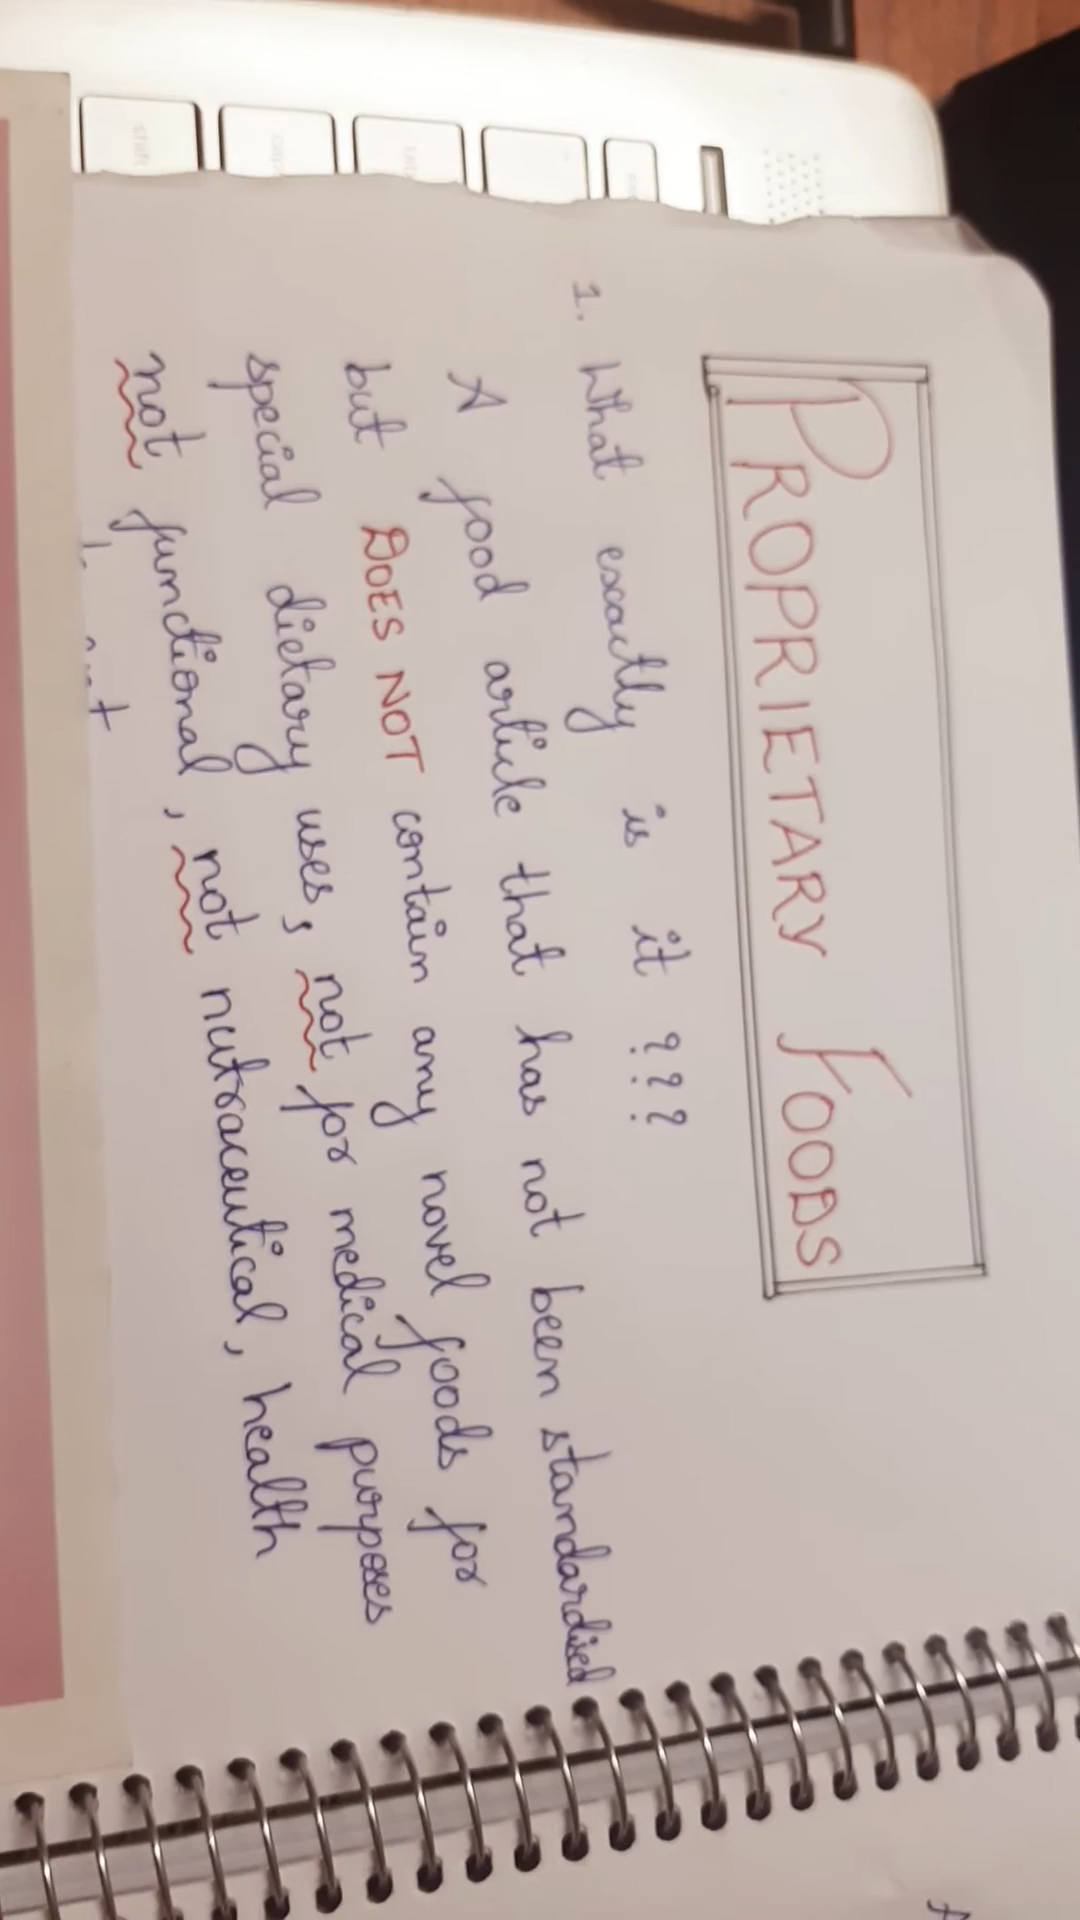 PROPRIETARY FOODS
1. What exactly is it ???
A food article that has not been standardised
but DOES NOT contain any novel foods for
special dietary uses, not for medical purposes
not functional, not nutraceutical, health
shift